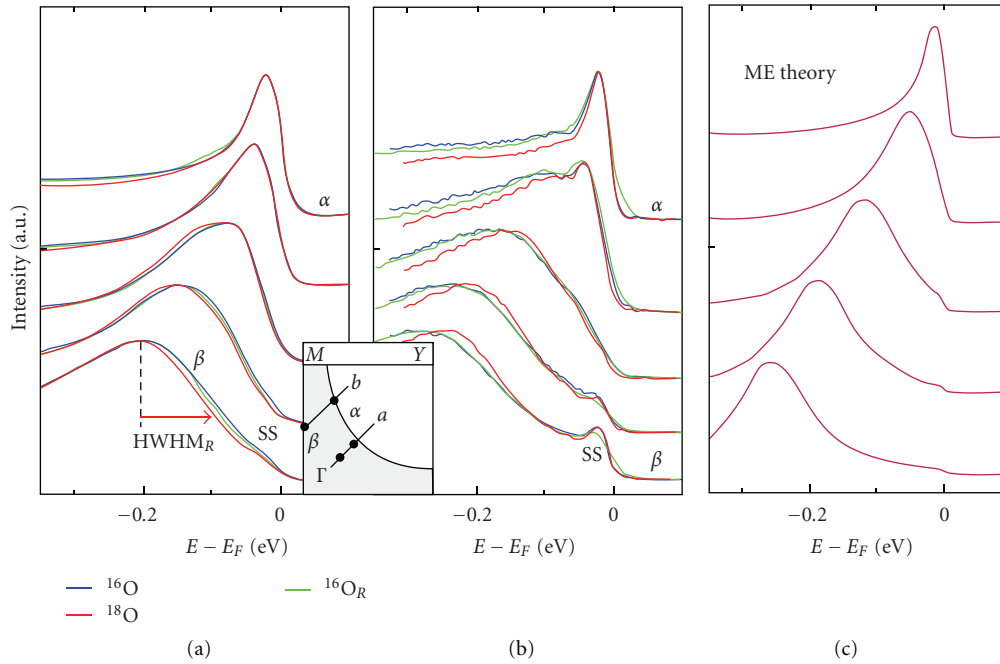 Intensity (a.u.)
α
β
HWHM_R
SS
−0.2
0
E − E_F (eV)
M
Y
b
α
a
β
Γ
α
SS
β
−0.2
0
E − E_F (eV)
ME theory
−0.2
0
E − E_F (eV)
¹⁶O
¹⁸O
¹⁶O_R
(a)
(b)
(c)